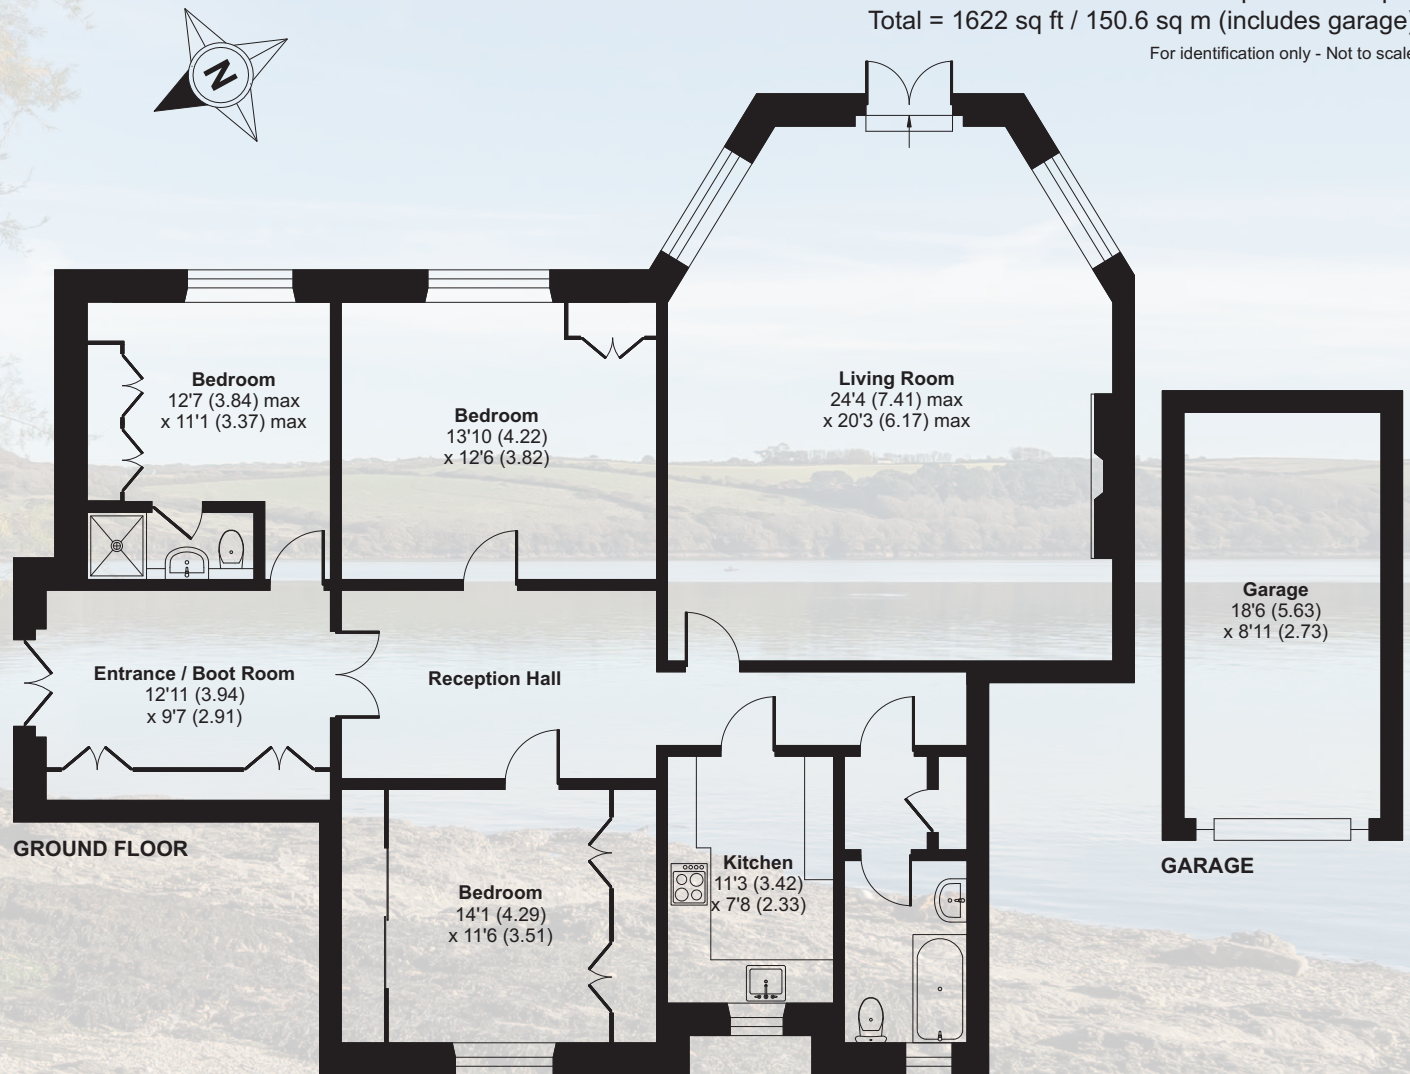 Total = 1622 sq ft / 150.6 sq m (includes garage)
For identification only - Not to scale
N
Bedroom
12'7 (3.84) max
x 11'1 (3.37) max
Bedroom
13'10 (4.22)
x 12'6 (3.82)
Living Room
24'4 (7.41) max
x 20'3 (6.17) max
Garage
18'6 (5.63)
x 8'11 (2.73)
Entrance / Boot Room
12'11 (3.94)
x 9'7 (2.91)
Reception Hall
GROUND FLOOR
Bedroom
14'1 (4.29)
x 11'6 (3.51)
Kitchen
11'3 (3.42)
x 7'8 (2.33)
GARAGE